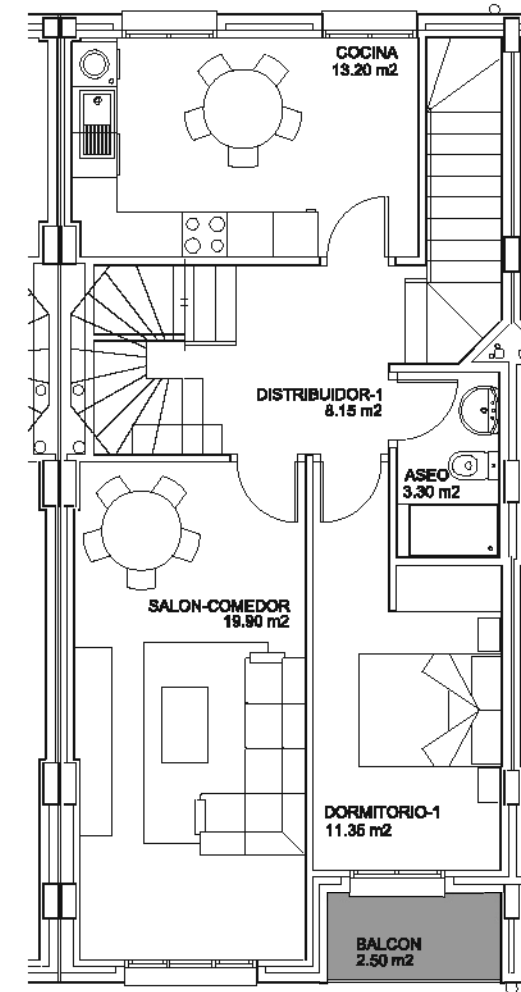 COCINA
13.20 m2
DISTRIBUIDOR-1
8.15 m2
ASEO
3.30 m2
SALON-COMEDOR
19.90 m2
DORMITORIO-1
11.35 m2
BALCON
2.50 m2